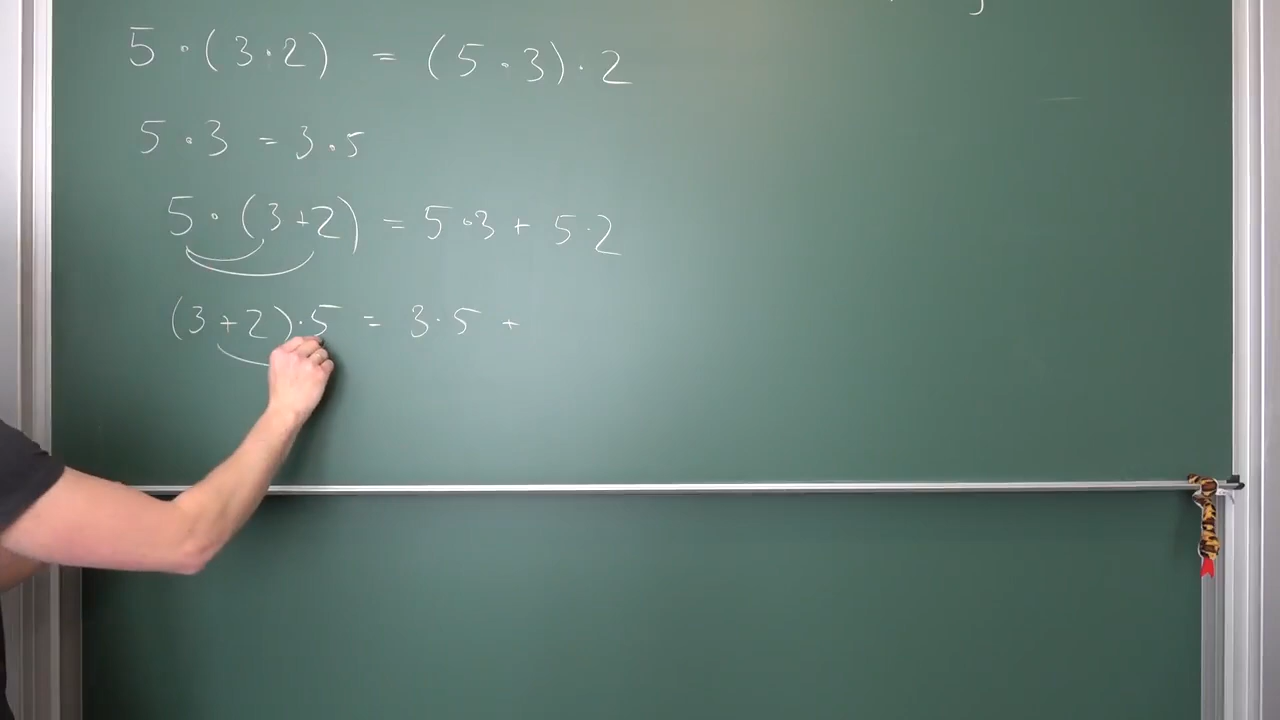 5 · (3 · 2) = (5 · 3) · 2
5 · 3 = 3 · 5
5 · (3 + 2) = 5 · 3 + 5 · 2
(3 + 2) · 5 = 3 · 5 +